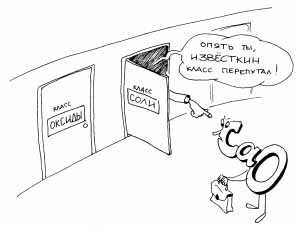 ОПЯТЬ ТЫ,
ИЗВЁСТКИН
КЛАСС ПЕРЕПУТАЛ!
КЛАСС
ОКСИДЫ
КЛАСС
СОЛИ
CaO